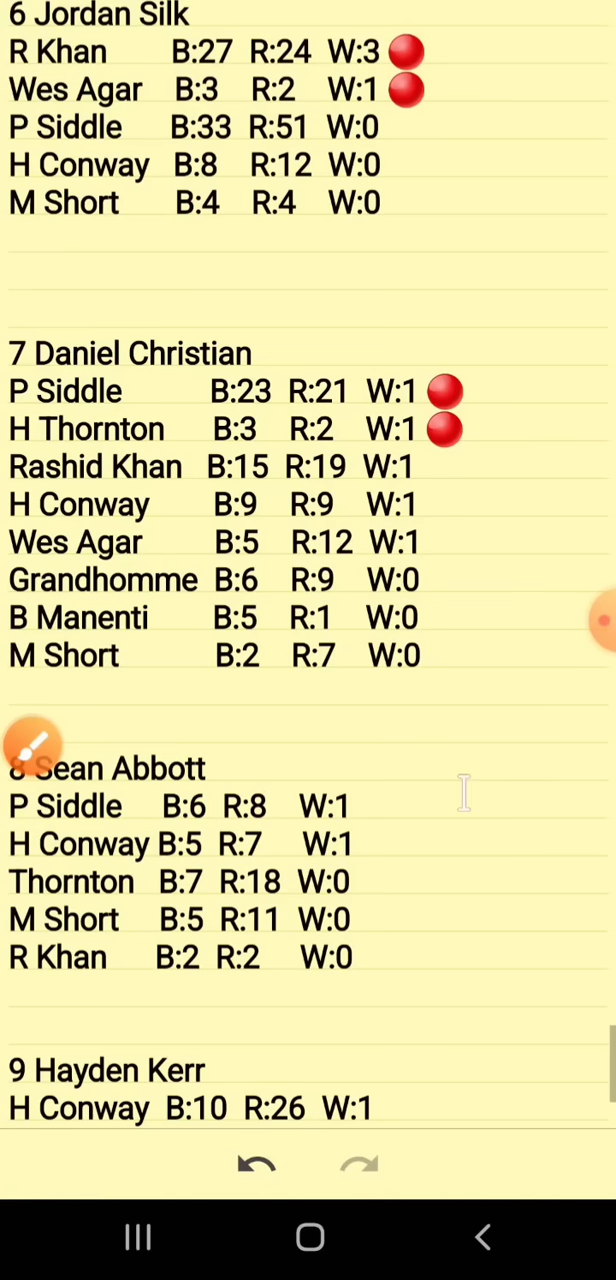 6 Jordan Silk
R Khan B:27 R:24 W:3
Wes Agar B:3 R:2 W:1
P Siddle B:33 R:51 W:0
H Conway B:8 R:12 W:0
M Short B:4 R:4 W:0
7 Daniel Christian
P Siddle B:23 R:21 W:1
H Thornton B:3 R:2 W:1
Rashid Khan B:15 R:19 W:1
H Conway B:9 R:9 W:1
Wes Agar B:5 R:12 W:1
Grandhomme B:6 R:9 W:0
B Manenti B:5 R:1 W:0
M Short B:2 R:7 W:0
8 Sean Abbott
P Siddle B:6 R:8 W:1
H Conway B:5 R:7 W:1
Thornton B:7 R:18 W:0
M Short B:5 R:11 W:0
R Khan B:2 R:2 W:0
9 Hayden Kerr
H Conway B:10 R:26 W:1